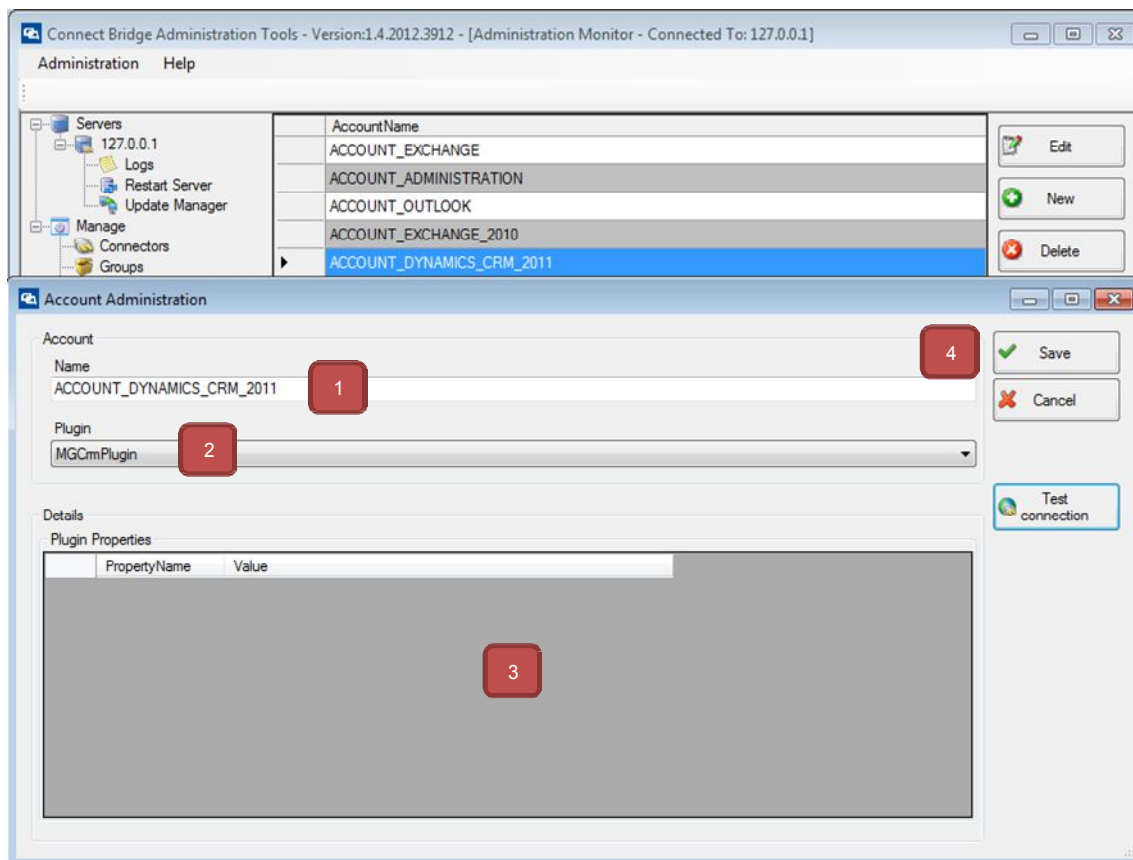 Connect Bridge Administration Tools - Version:1.4.2012.3912 - [Administration Monitor - Connected To: 127.0.0.1]
Administration Help
Servers
127.0.0.1
Logs
Restart Server
Update Manager
Manage
Connectors
Groups
AccountName
ACCOUNT_EXCHANGE
ACCOUNT_ADMINISTRATION
ACCOUNT_OUTLOOK
ACCOUNT_EXCHANGE_2010
ACCOUNT_DYNAMICS_CRM_2011
Edit
New
Delete
Account Administration
Account
Name
ACCOUNT_DYNAMICS_CRM_2011
1
Plugin
MGCrmPlugin
2
4
Save
Cancel
Test
connection
Details
Plugin Properties
PropertyName Value
3